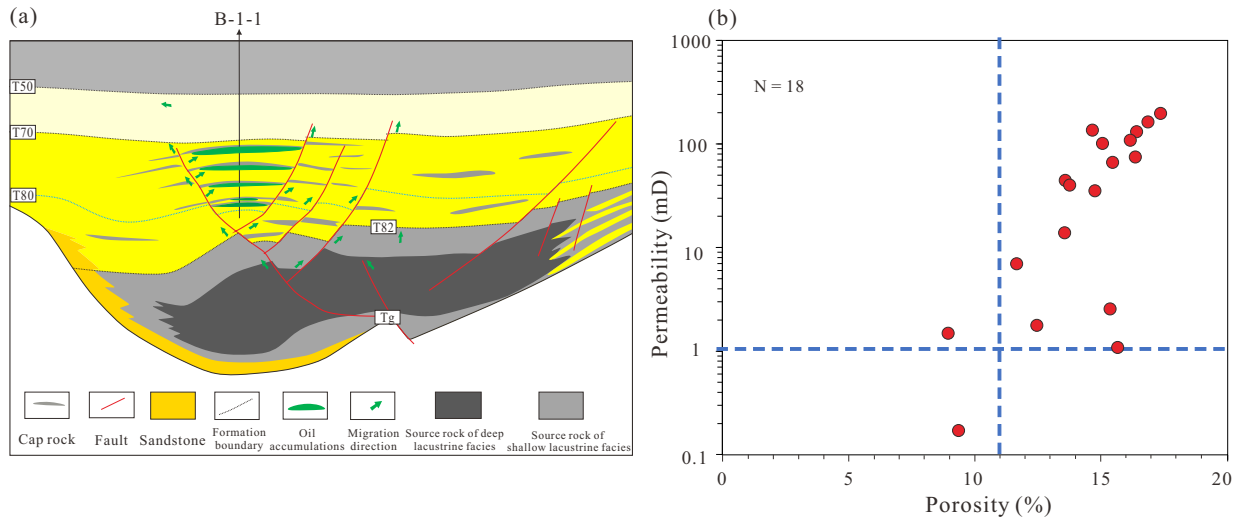 (a)
B-1-1
T50
T70
T80
T82
Tg
Cap rock
Fault
Sandstone
Formation
boundary
Oil
accumulations
Migration
direction
Source rock of deep
lacustrine facies
Source rock of
shallow lacustrine facies
(b)
N = 18
Permeability (mD)
1000
100
10
1
0.1
0
5
10
15
20
Porosity (%)